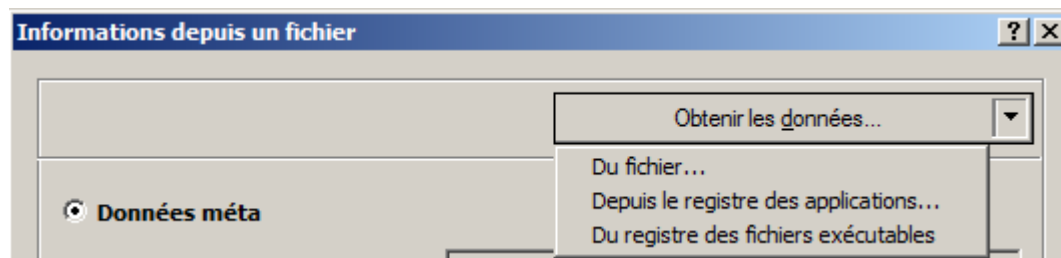 Informations depuis un fichier
Obtenir les données...
Du fichier...
Depuis le registre des applications...
Du registre des fichiers exécutables
Données méta